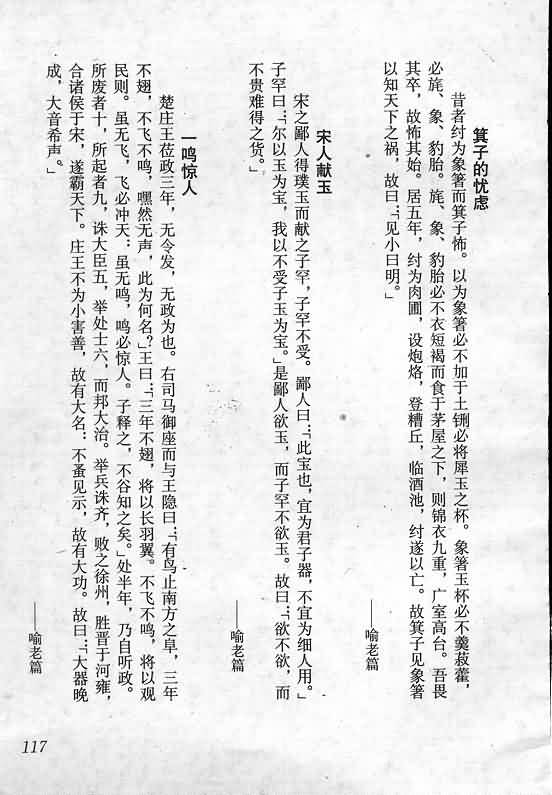 箕子的忧虑
昔者纣为象箸而箕子怖。以为象箸必不加于土铏必将犀玉之杯。象箸玉杯必不羹菽藿，
必旄、象、豹胎。旄、象、豹胎必不衣短褐而食于茅屋之下，则锦衣九重，广室高台。吾畏
其卒，故怖其始。居五年，纣为肉圃，设炮烙，登糟丘，临酒池，纣遂以亡。故箕子见象箸
以知天下之祸，故曰：「见小曰明。」
——喻老篇
宋人献玉
宋之鄙人得璞玉而献之子罕，子罕不受。鄙人曰：「此宝也，宜为君子器，不宜为细人用。」
子罕曰：「尔以玉为宝，我以不受子玉为宝。」是鄙人欲玉，而子罕不欲玉。故曰：「欲不欲，而
不贵难得之货。」
——喻老篇
一鸣惊人
楚庄王莅政三年，无令发，无政为也。右司马御座而与王隐曰：「有鸟止南方之阜，三年
不翅，不飞不鸣，嘿然无声，此为何名？」王曰：「三年不翅，将以长羽翼。不飞不鸣，将以观
民则。虽无飞，飞必冲天；虽无鸣，鸣必惊人。子释之，不谷知之矣。」处半年，乃自听政。
所废者十，所起者九，诛大臣五，举处士六，而邦大治。举兵诛齐，败之徐州，胜晋于河雍，
合诸侯于宋，遂霸天下。庄王不为小害善，故有大名；不蚤见示，故有大功。故曰：「大器晚
成，大音希声。」
——喻老篇
117